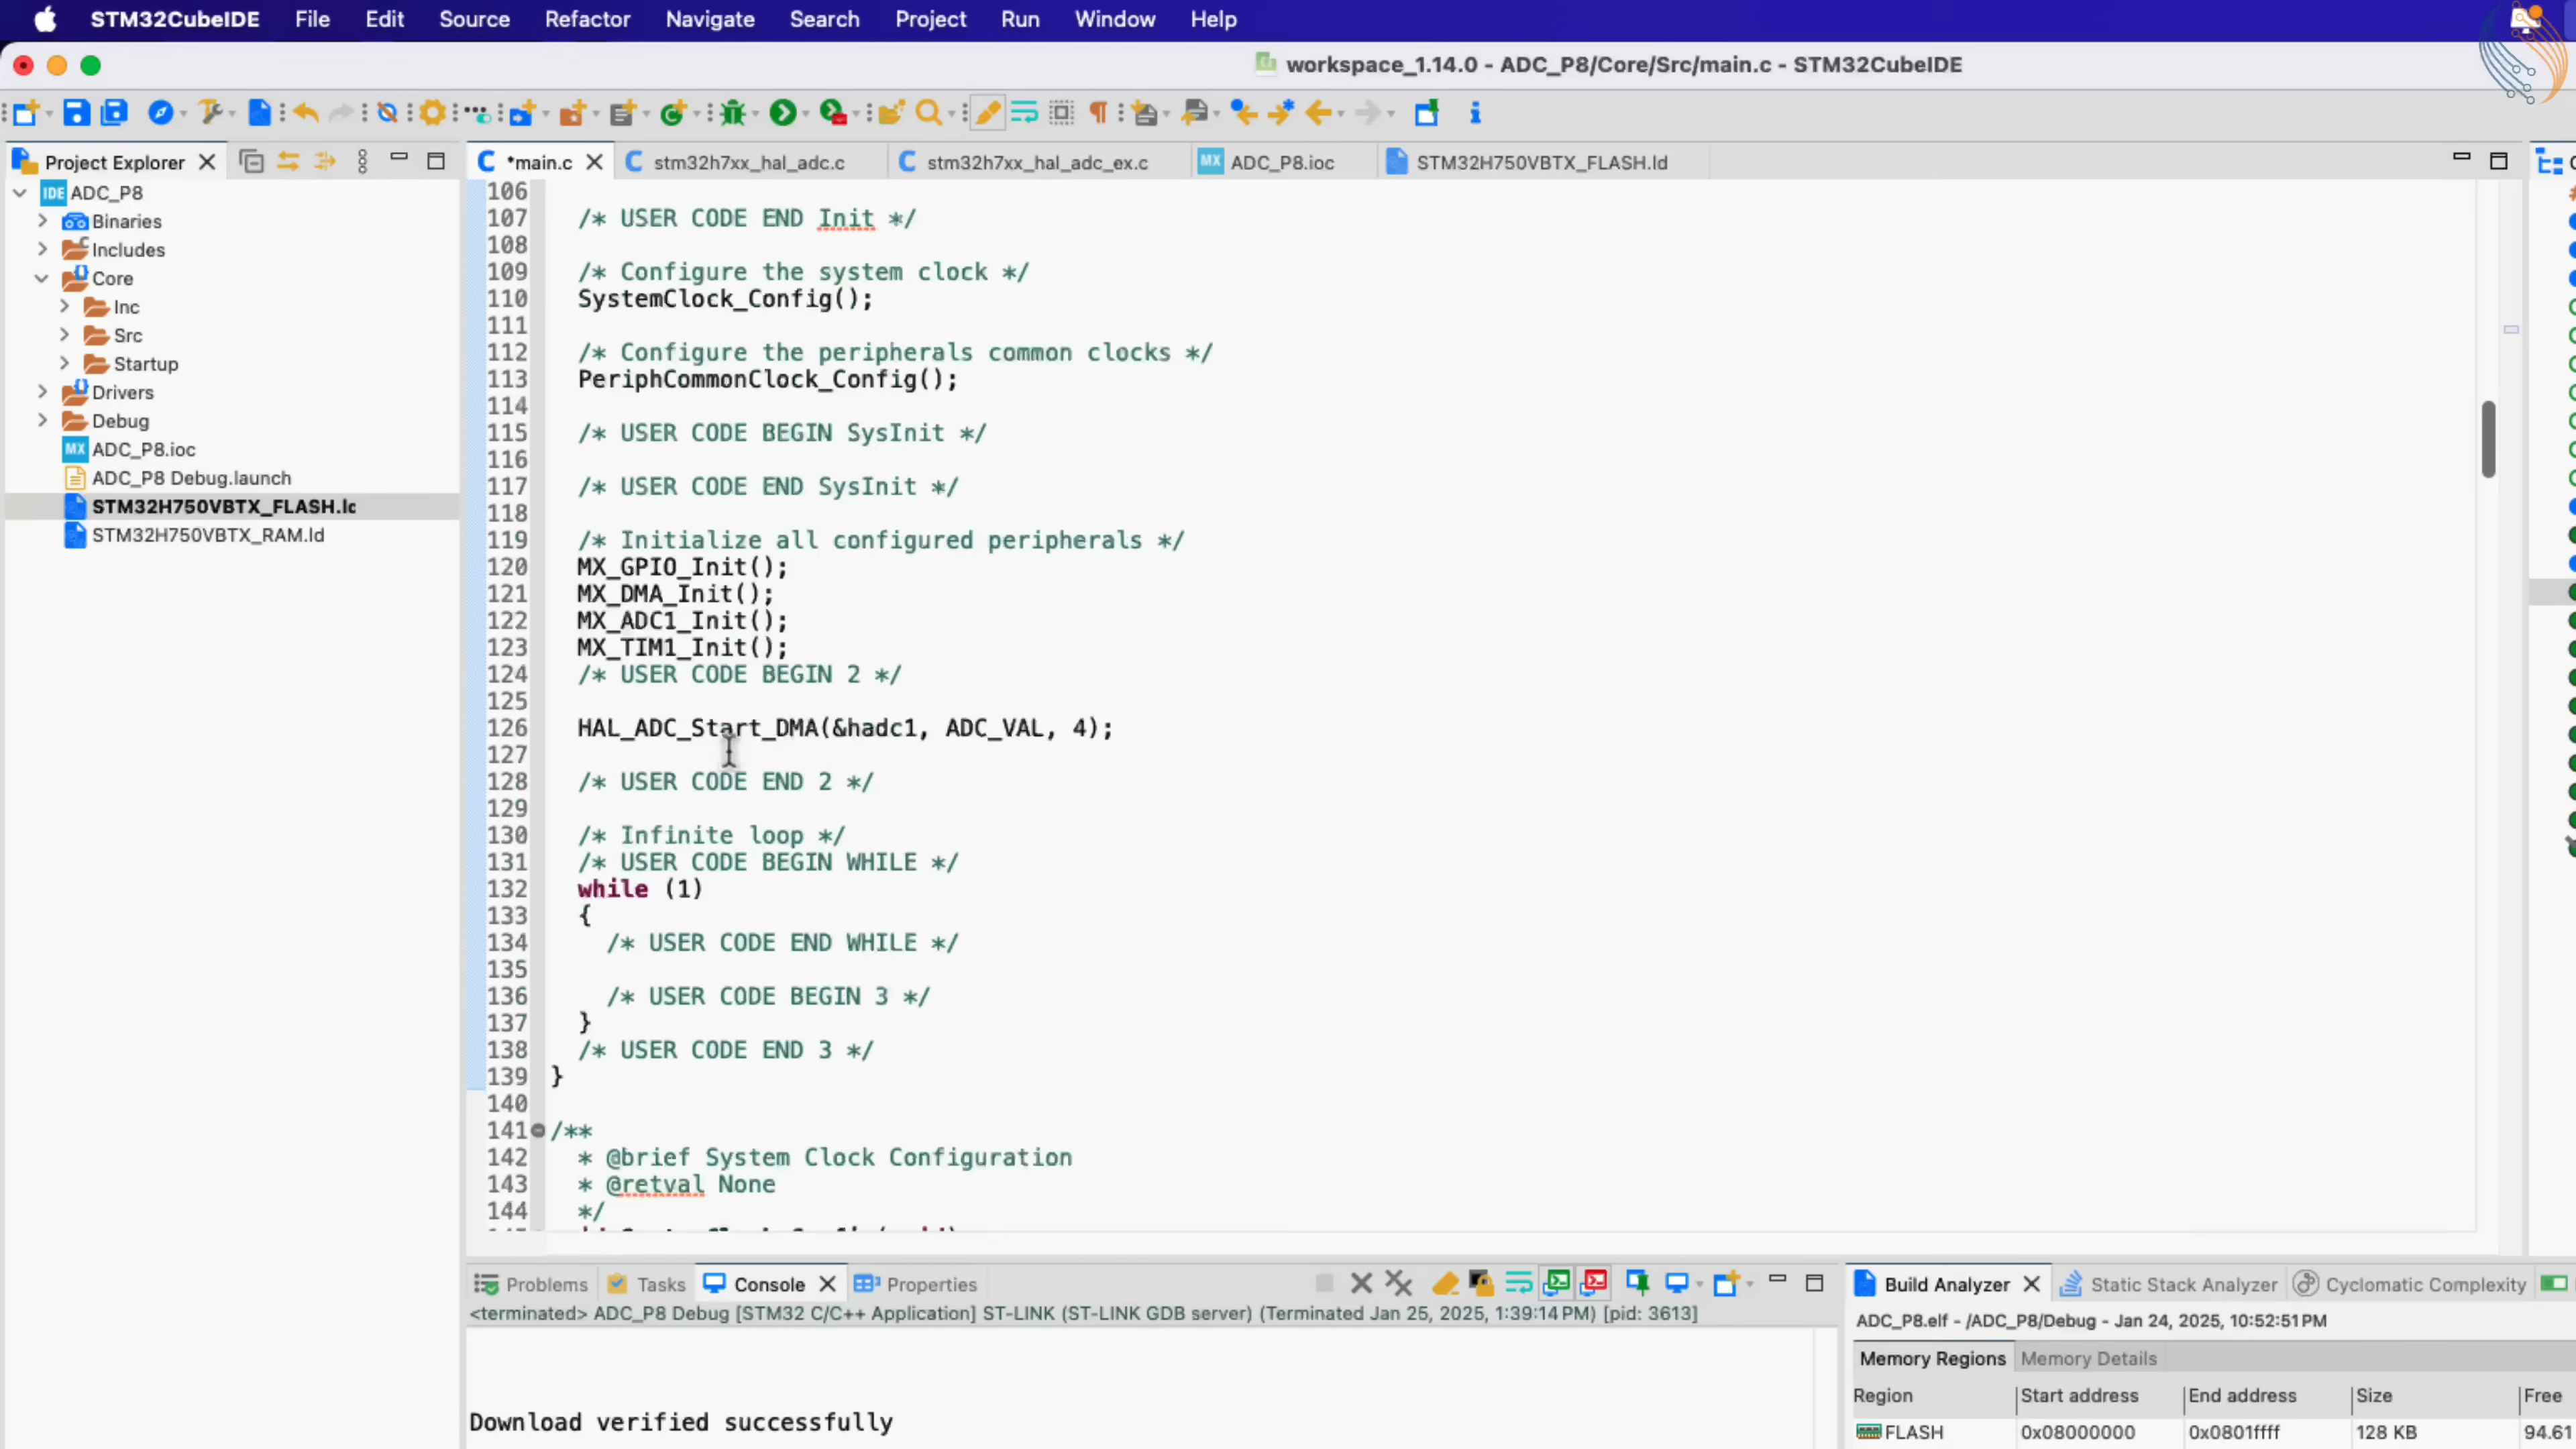 STM32CubeIDE File Edit Source Refactor Navigate Search Project Run Window Help
workspace_1.14.0 - ADC_P8/Core/Src/main.c - STM32CubeIDE
Project Explorer
ADC_P8
Binaries
Includes
Core
Inc
Src
Startup
Drivers
Debug
ADC_P8.ioc
ADC_P8 Debug.launch
STM32H750VBTX_FLASH.ld
STM32H750VBTX_RAM.ld
*main.c stm32h7xx_hal_adc.c stm32h7xx_hal_adc_ex.c ADC_P8.ioc STM32H750VBTX_FLASH.ld
106
107 /* USER CODE END Init */
108
109 /* Configure the system clock */
110 SystemClock_Config();
111
112 /* Configure the peripherals common clocks */
113 PeriphCommonClock_Config();
114
115 /* USER CODE BEGIN SysInit */
116
117 /* USER CODE END SysInit */
118
119 /* Initialize all configured peripherals */
120 MX_GPIO_Init();
121 MX_DMA_Init();
122 MX_ADC1_Init();
123 MX_TIM1_Init();
124 /* USER CODE BEGIN 2 */
125
126 HAL_ADC_Start_DMA(&hadc1, ADC_VAL, 4);
127
128 /* USER CODE END 2 */
129
130 /* Infinite loop */
131 /* USER CODE BEGIN WHILE */
132 while (1)
133 {
134 /* USER CODE END WHILE */
135
136 /* USER CODE BEGIN 3 */
137 }
138 /* USER CODE END 3 */
139 }
140
141 /**
142 * @brief System Clock Configuration
143 * @retval None
144 */
Problems Tasks Console Properties
<terminated> ADC_P8 Debug [STM32 C/C++ Application] ST-LINK (ST-LINK GDB server) (Terminated Jan 25, 2025, 1:39:14 PM) [pid: 3613]
Download verified successfully
Build Analyzer Static Stack Analyzer Cyclomatic Complexity
ADC_P8.elf - /ADC_P8/Debug - Jan 24, 2025, 10:52:51 PM
Memory Regions Memory Details
Region Start address End address Size Free
FLASH 0x08000000 0x0801ffff 128 KB 94.61